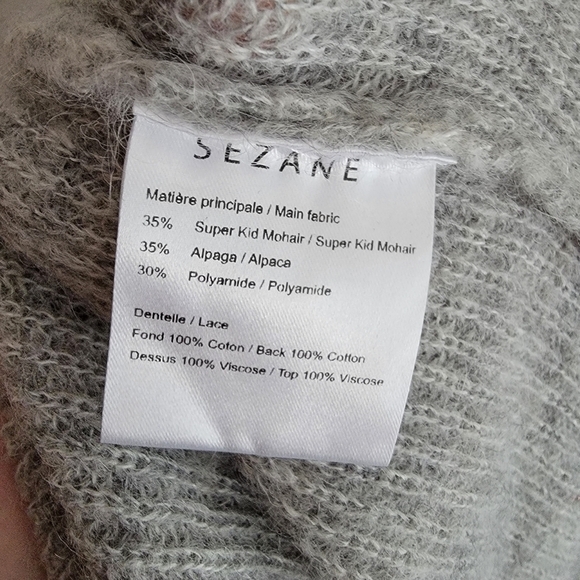 SEZANE
Matière principale / Main fabric
35% Super Kid Mohair / Super Kid Mohair
35% Alpaga / Alpaca
30% Polyamide / Polyamide
Dentelle / Lace
Fond 100% Coton / Back 100% Cotton
Dessus 100% Viscose / Top 100% Viscose